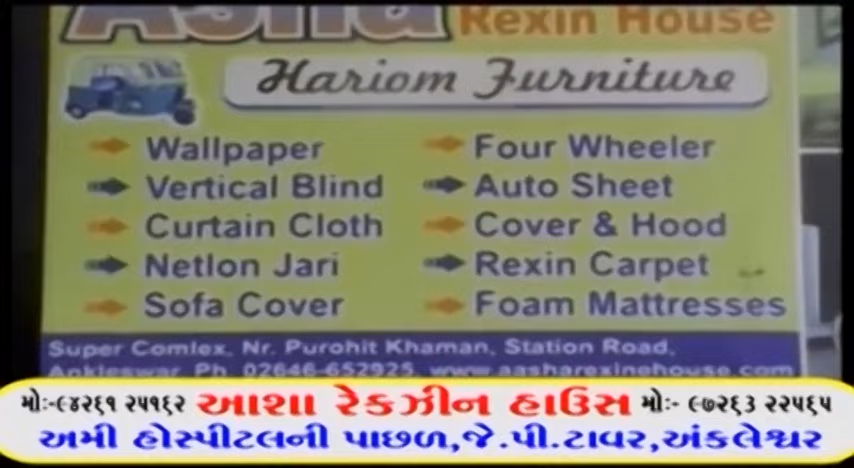 Asha Rexin House
Hariom Furniture
Wallpaper
Vertical Blind
Curtain Cloth
Netlon Jari
Sofa Cover
Four Wheeler
Auto Sheet
Cover & Hood
Rexin Carpet
Foam Mattresses
Super Comlex, Nr. Purohit Khaman, Station Road,
Ankleswar. Ph. 02646-652925, www.aasharexinehouse.com
મોઃ-૯૪૨૬૧ ૨૫૧૬૨ આશા રેકઝીન હાઉસ મોઃ- ૯૭૨૬૩ ૨૨૫૬૫
અમી હોસ્પીટલની પાછળ,જે.પી.ટાવર,અંકલેશ્વર